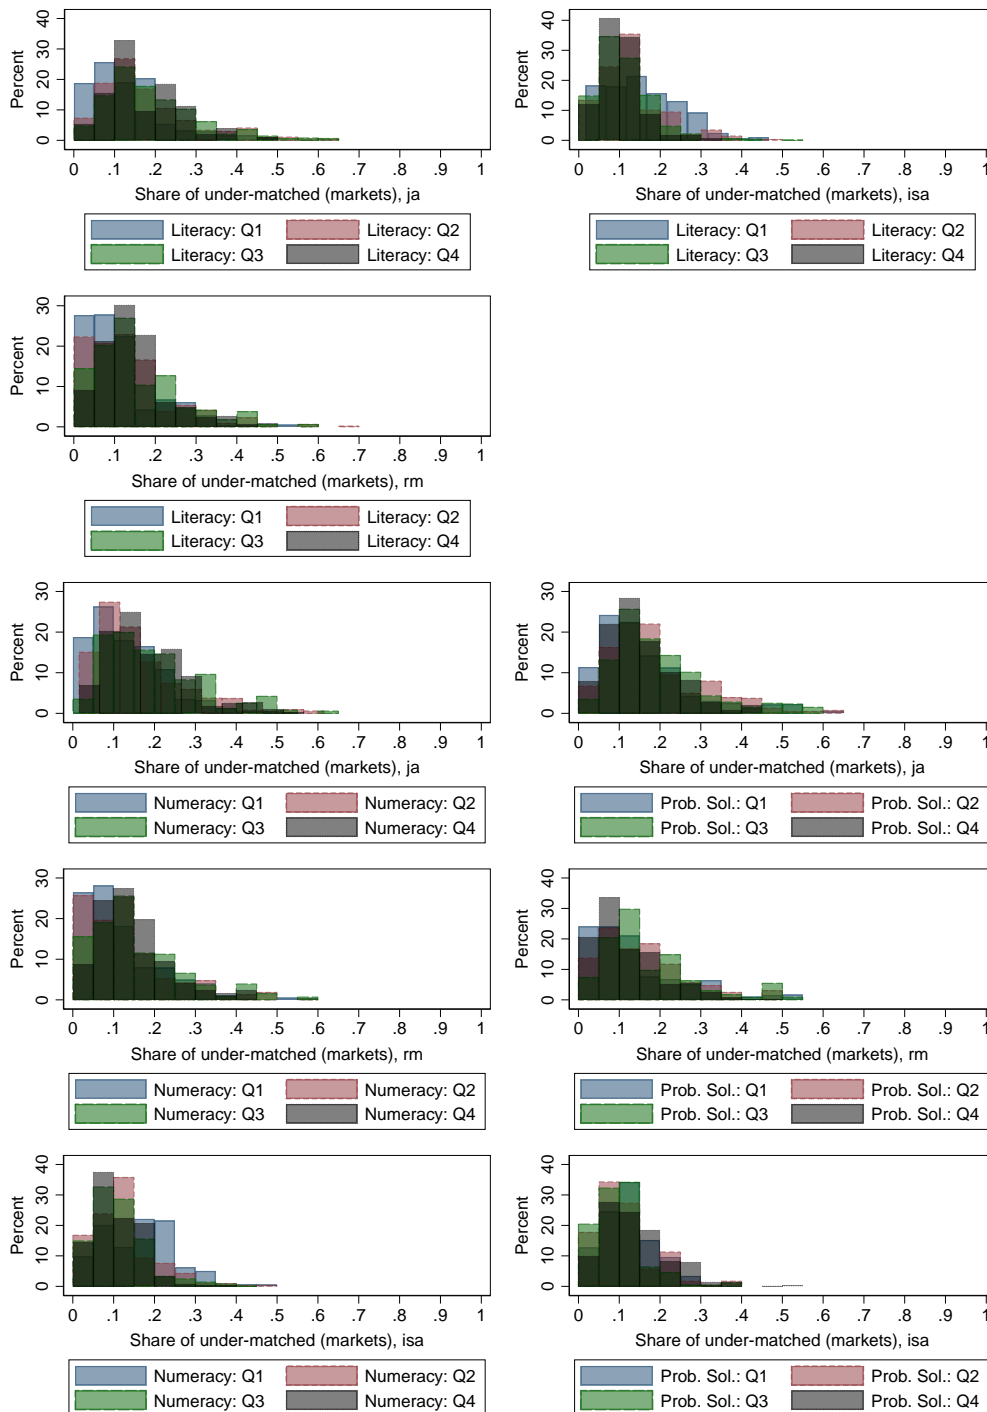 Percent
0 10 20 30 40
0 .1 .2 .3 .4 .5 .6 .7 .8 .9 1
Share of under-matched (markets), ja
Literacy: Q1 Literacy: Q2
Literacy: Q3 Literacy: Q4
Percent
0 10 20 30 40
0 .1 .2 .3 .4 .5 .6 .7 .8 .9 1
Share of under-matched (markets), isa
Literacy: Q1 Literacy: Q2
Literacy: Q3 Literacy: Q4
Percent
0 10 20 30
0 .1 .2 .3 .4 .5 .6 .7 .8 .9 1
Share of under-matched (markets), rm
Literacy: Q1 Literacy: Q2
Literacy: Q3 Literacy: Q4
Percent
0 10 20 30
0 .1 .2 .3 .4 .5 .6 .7 .8 .9 1
Share of under-matched (markets), ja
Numeracy: Q1 Numeracy: Q2
Numeracy: Q3 Numeracy: Q4
Percent
0 10 20 30
0 .1 .2 .3 .4 .5 .6 .7 .8 .9 1
Share of under-matched (markets), ja
Prob. Sol.: Q1 Prob. Sol.: Q2
Prob. Sol.: Q3 Prob. Sol.: Q4
Percent
0 10 20 30
0 .1 .2 .3 .4 .5 .6 .7 .8 .9 1
Share of under-matched (markets), rm
Numeracy: Q1 Numeracy: Q2
Numeracy: Q3 Numeracy: Q4
Percent
0 10 20 30 40
0 .1 .2 .3 .4 .5 .6 .7 .8 .9 1
Share of under-matched (markets), rm
Prob. Sol.: Q1 Prob. Sol.: Q2
Prob. Sol.: Q3 Prob. Sol.: Q4
Percent
0 10 20 30 40
0 .1 .2 .3 .4 .5 .6 .7 .8 .9 1
Share of under-matched (markets), isa
Numeracy: Q1 Numeracy: Q2
Numeracy: Q3 Numeracy: Q4
Percent
0 10 20 30 40
0 .1 .2 .3 .4 .5 .6 .7 .8 .9 1
Share of under-matched (markets), isa
Prob. Sol.: Q1 Prob. Sol.: Q2
Prob. Sol.: Q3 Prob. Sol.: Q4